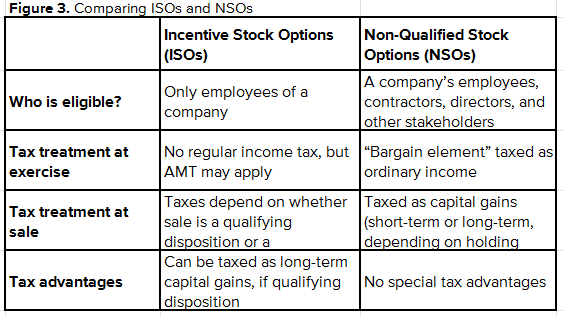 Figure 3. Comparing ISOs and NSOs
Incentive Stock Options
(ISOs)
Non-Qualified Stock
Options (NSOs)
Who is eligible?
Only employees of a
company
A company’s employees,
contractors, directors, and
other stakeholders
Tax treatment at
exercise
No regular income tax, but
AMT may apply
“Bargain element” taxed as
ordinary income
Tax treatment at
sale
Taxes depend on whether
sale is a qualifying
disposition or a
Taxed as capital gains
(short-term or long-term,
depending on holding
Tax advantages
Can be taxed as long-term
capital gains, if qualifying
disposition
No special tax advantages